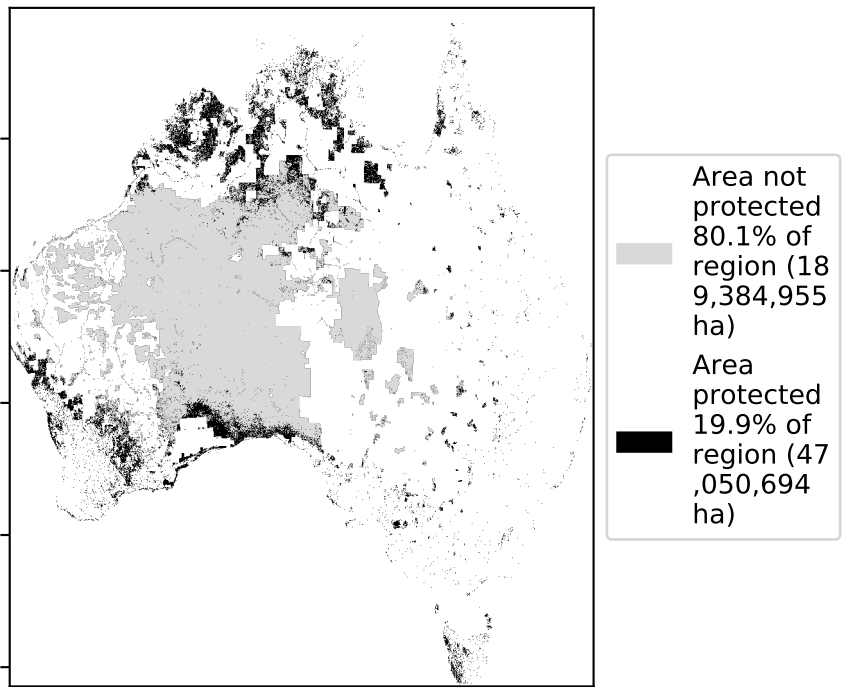 Area not
protected
80.1% of
region (18
9,384,955
ha)
Area
protected
19.9% of
region (47
,050,694
ha)